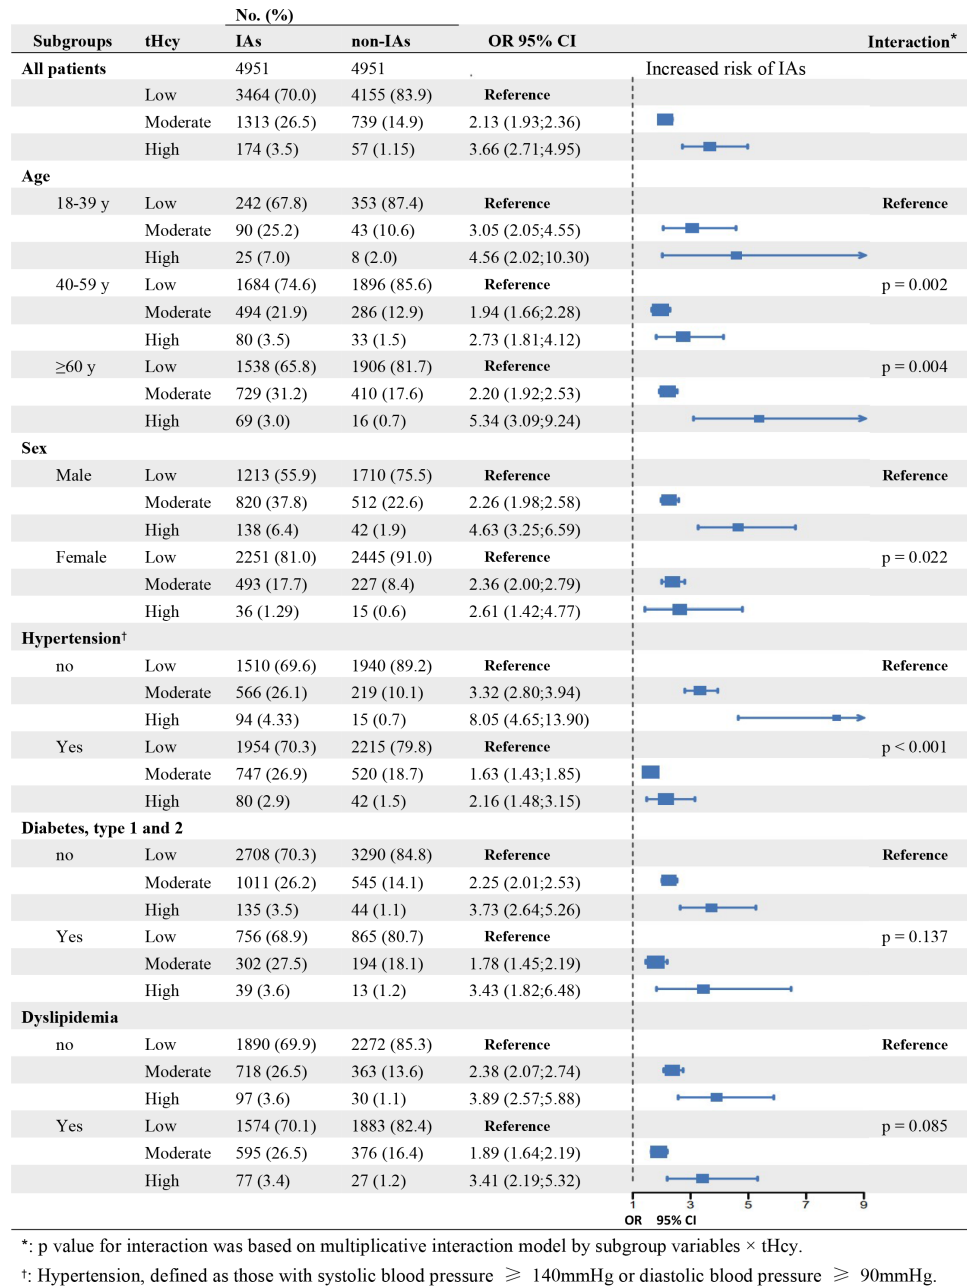 No. (%)
Subgroups tHcy IAs non-IAs OR 95% CI Interaction*
All patients 4951 4951 Increased risk of IAs
Low 3464 (70.0) 4155 (83.9) Reference
Moderate 1313 (26.5) 739 (14.9) 2.13 (1.93;2.36)
High 174 (3.5) 57 (1.15) 3.66 (2.71;4.95)
Age
18-39 y Low 242 (67.8) 353 (87.4) Reference Reference
Moderate 90 (25.2) 43 (10.6) 3.05 (2.05;4.55)
High 25 (7.0) 8 (2.0) 4.56 (2.02;10.30)
40-59 y Low 1684 (74.6) 1896 (85.6) Reference p = 0.002
Moderate 494 (21.9) 286 (12.9) 1.94 (1.66;2.28)
High 80 (3.5) 33 (1.5) 2.73 (1.81;4.12)
≥60 y Low 1538 (65.8) 1906 (81.7) Reference p = 0.004
Moderate 729 (31.2) 410 (17.6) 2.20 (1.92;2.53)
High 69 (3.0) 16 (0.7) 5.34 (3.09;9.24)
Sex
Male Low 1213 (55.9) 1710 (75.5) Reference Reference
Moderate 820 (37.8) 512 (22.6) 2.26 (1.98;2.58)
High 138 (6.4) 42 (1.9) 4.63 (3.25;6.59)
Female Low 2251 (81.0) 2445 (91.0) Reference p = 0.022
Moderate 493 (17.7) 227 (8.4) 2.36 (2.00;2.79)
High 36 (1.29) 15 (0.6) 2.61 (1.42;4.77)
Hypertension†
no Low 1510 (69.6) 1940 (89.2) Reference Reference
Moderate 566 (26.1) 219 (10.1) 3.32 (2.80;3.94)
High 94 (4.33) 15 (0.7) 8.05 (4.65;13.90)
Yes Low 1954 (70.3) 2215 (79.8) Reference p < 0.001
Moderate 747 (26.9) 520 (18.7) 1.63 (1.43;1.85)
High 80 (2.9) 42 (1.5) 2.16 (1.48;3.15)
Diabetes, type 1 and 2
no Low 2708 (70.3) 3290 (84.8) Reference Reference
Moderate 1011 (26.2) 545 (14.1) 2.25 (2.01;2.53)
High 135 (3.5) 44 (1.1) 3.73 (2.64;5.26)
Yes Low 756 (68.9) 865 (80.7) Reference p = 0.137
Moderate 302 (27.5) 194 (18.1) 1.78 (1.45;2.19)
High 39 (3.6) 13 (1.2) 3.43 (1.82;6.48)
Dyslipidemia
no Low 1890 (69.9) 2272 (85.3) Reference Reference
Moderate 718 (26.5) 363 (13.6) 2.38 (2.07;2.74)
High 97 (3.6) 30 (1.1) 3.89 (2.57;5.88)
Yes Low 1574 (70.1) 1883 (82.4) Reference p = 0.085
Moderate 595 (26.5) 376 (16.4) 1.89 (1.64;2.19)
High 77 (3.4) 27 (1.2) 3.41 (2.19;5.32)
1 3 5 7 9
OR 95% CI
*: p value for interaction was based on multiplicative interaction model by subgroup variables × tHcy.
†: Hypertension, defined as those with systolic blood pressure ≥ 140mmHg or diastolic blood pressure ≥ 90mmHg.